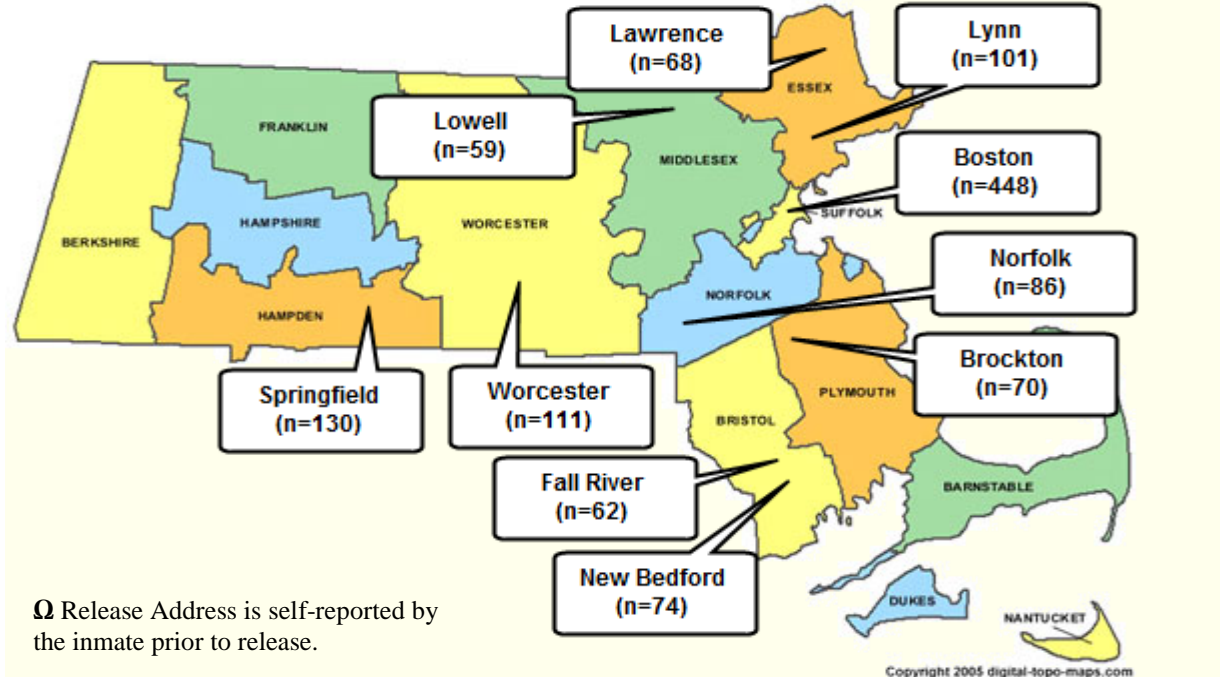 Lawrence
(n=68)
Lynn
(n=101)
ESSEX
Lowell
(n=59)
FRANKLIN
MIDDLESEX
Boston
(n=448)
SUFFOLK
HAMPSHIRE
WORCESTER
BERKSHIRE
Norfolk
(n=86)
NORFOLK
HAMPDEN
Brockton
(n=70)
Springfield
(n=130)
Worcester
(n=111)
PLYMOUTH
BRISTOL
Fall River
(n=62)
BARNSTABLE
New Bedford
(n=74)
Ω Release Address is self-reported by
the inmate prior to release.
DUKES
NANTUCKET
Copyright 2005 digital-topo-maps.com